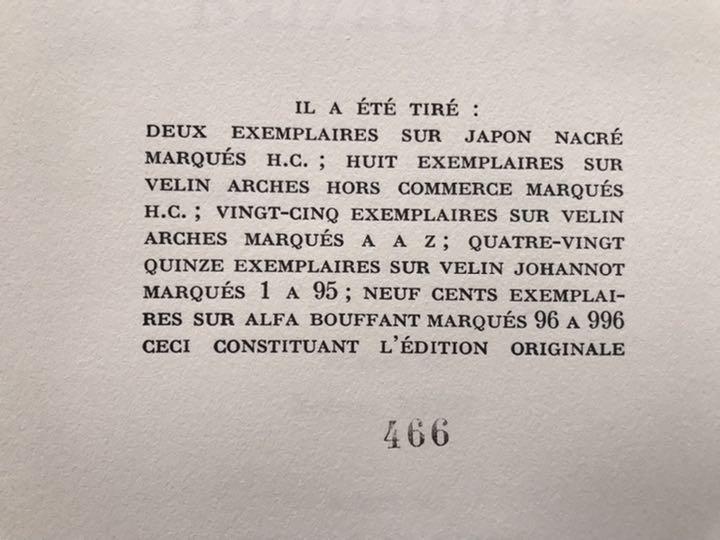 IL A ÉTÉ TIRÉ :
DEUX EXEMPLAIRES SUR JAPON NACRÉ
MARQUÉS H.C. ; HUIT EXEMPLAIRES SUR
VELIN ARCHES HORS COMMERCE MARQUÉS
H.C. ; VINGT-CINQ EXEMPLAIRES SUR VELIN
ARCHES MARQUÉS A A Z ; QUATRE-VINGT
QUINZE EXEMPLAIRES SUR VELIN JOHANNOT
MARQUÉS 1 A 95 ; NEUF CENTS EXEMPLAI-
RES SUR ALFA BOUFFANT MARQUÉS 96 A 996
CECI CONSTITUANT L'ÉDITION ORIGINALE
466